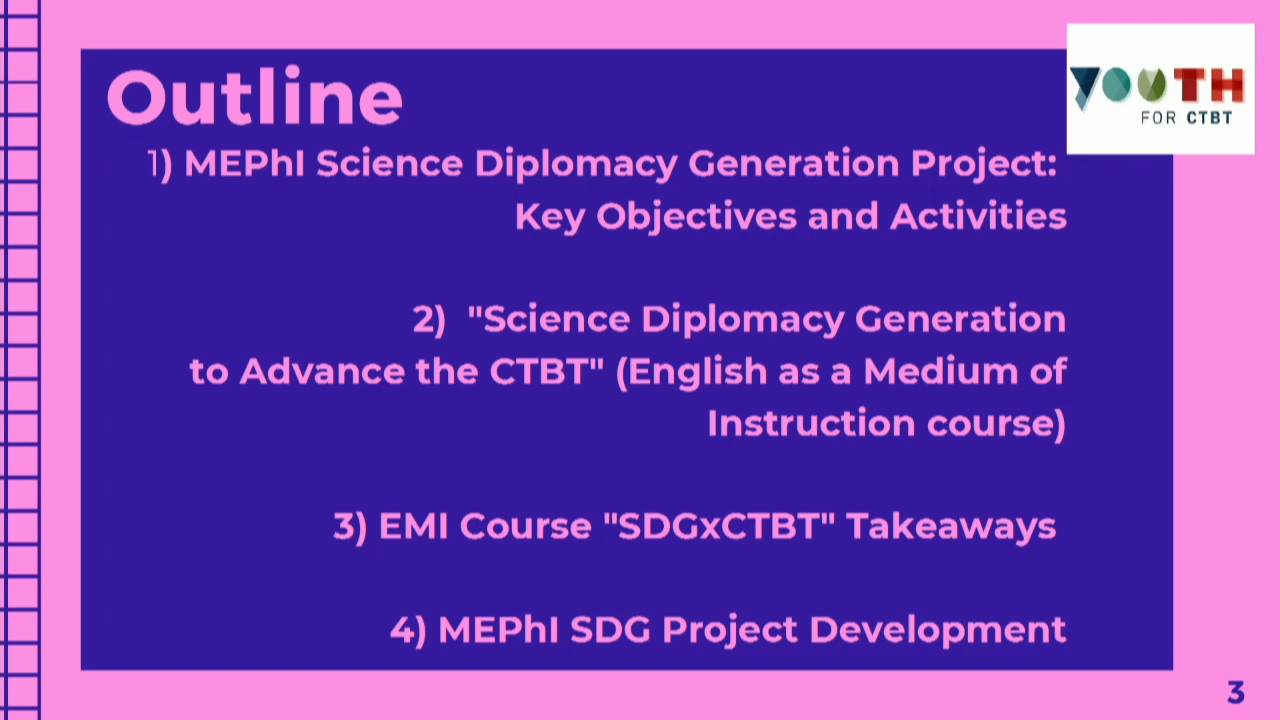 Outline
YOUTH
FOR CTBT
1) MEPhI Science Diplomacy Generation Project:
Key Objectives and Activities
2) "Science Diplomacy Generation
to Advance the CTBT" (English as a Medium of
Instruction course)
3) EMI Course "SDGxCTBT" Takeaways
4) MEPhI SDG Project Development
3